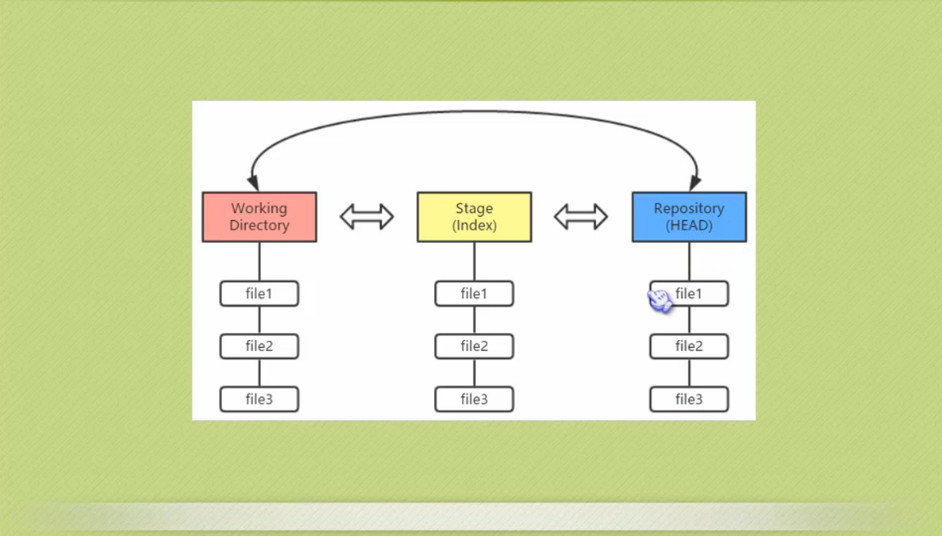 Working
Directory
Stage
(Index)
Repository
(HEAD)
file1
file1
file1
file2
file2
file2
file3
file3
file3